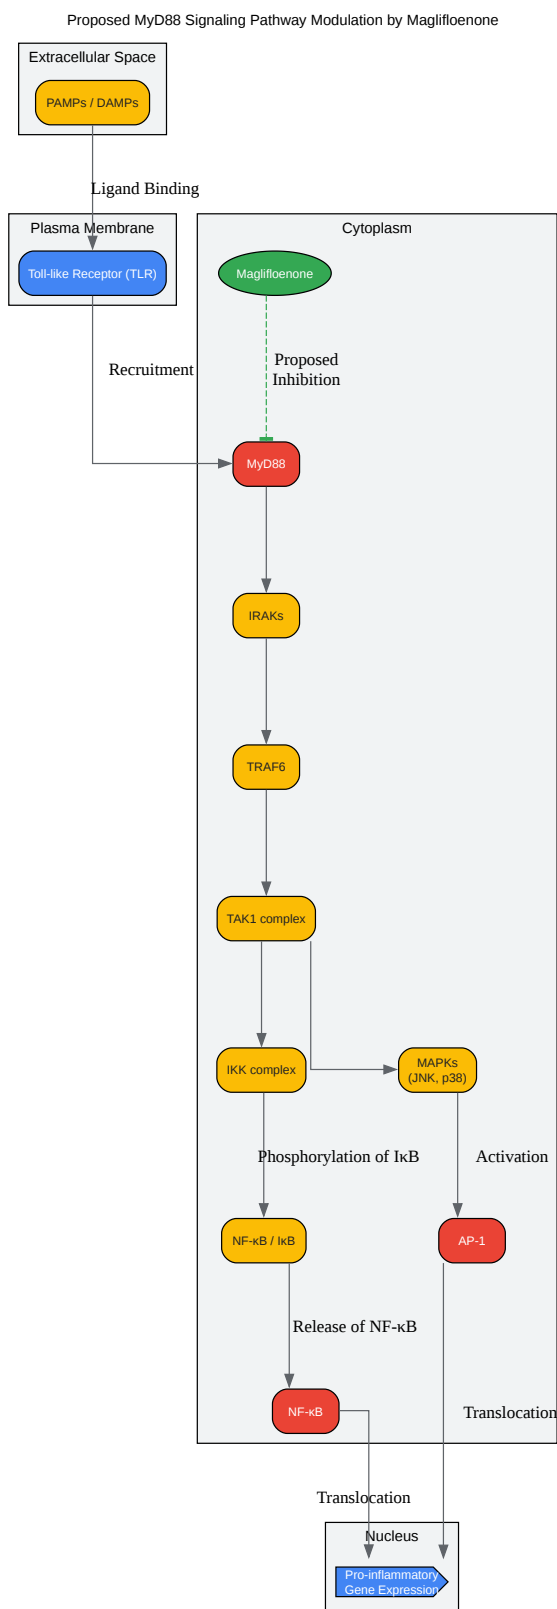 Proposed MyD88 Signaling Pathway Modulation by Maglifloenone
Extracellular Space
PAMPs / DAMPs
Ligand Binding
Plasma Membrane
Toll-like Receptor (TLR)
Recruitment
Cytoplasm
Maglifloenone
Proposed
Inhibition
MyD88
IRAKs
TRAF6
TAK1 complex
IKK complex
MAPKs
(JNK, p38)
Phosphorylation of IκB
Activation
NF-κB / IκB
AP-1
Release of NF-κB
NF-κB
Translocation
Translocation
Nucleus
Pro-inflammatory
Gene Expression